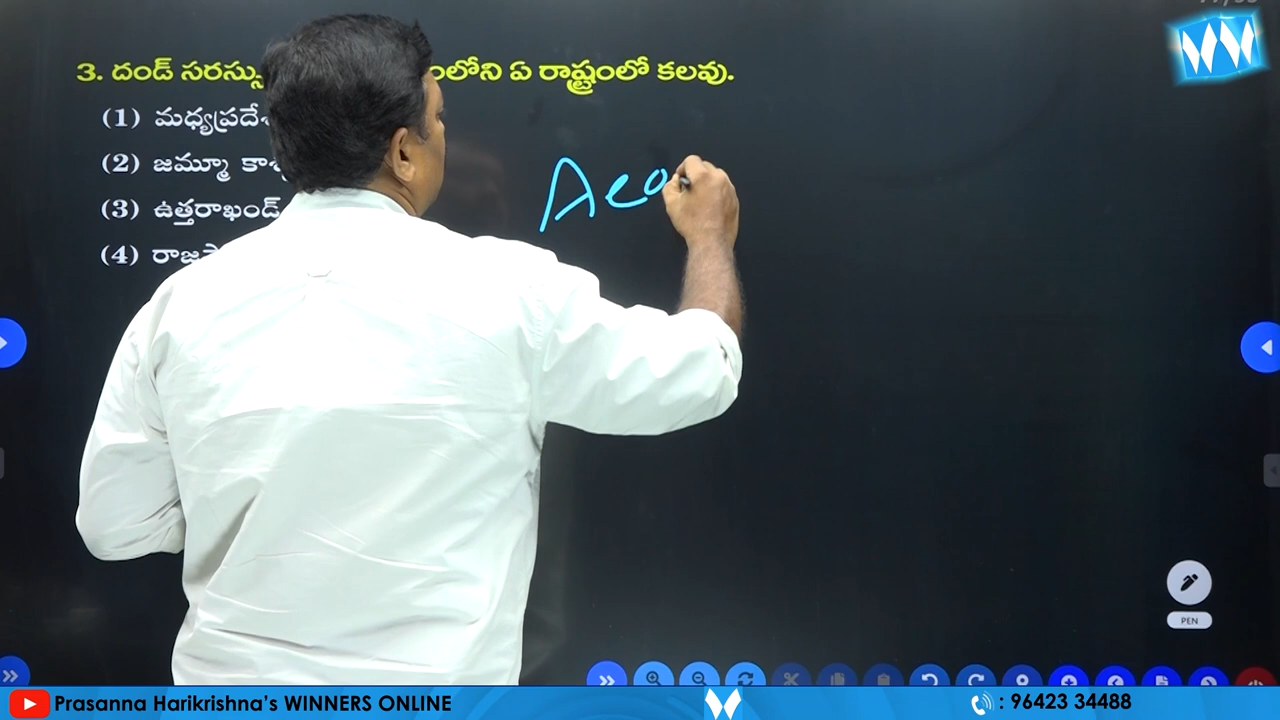 3. దండ్ సరస్సు లోని ఏ రాష్ట్రంలో కలవు.
(1) మధ్యప్రదే
(2) జమ్మూ
(3) ఉత్తరాఖండ్
(4)
Aeo
PEN
Prasanna Harikrishna's WINNERS ONLINE
: 96423 34488